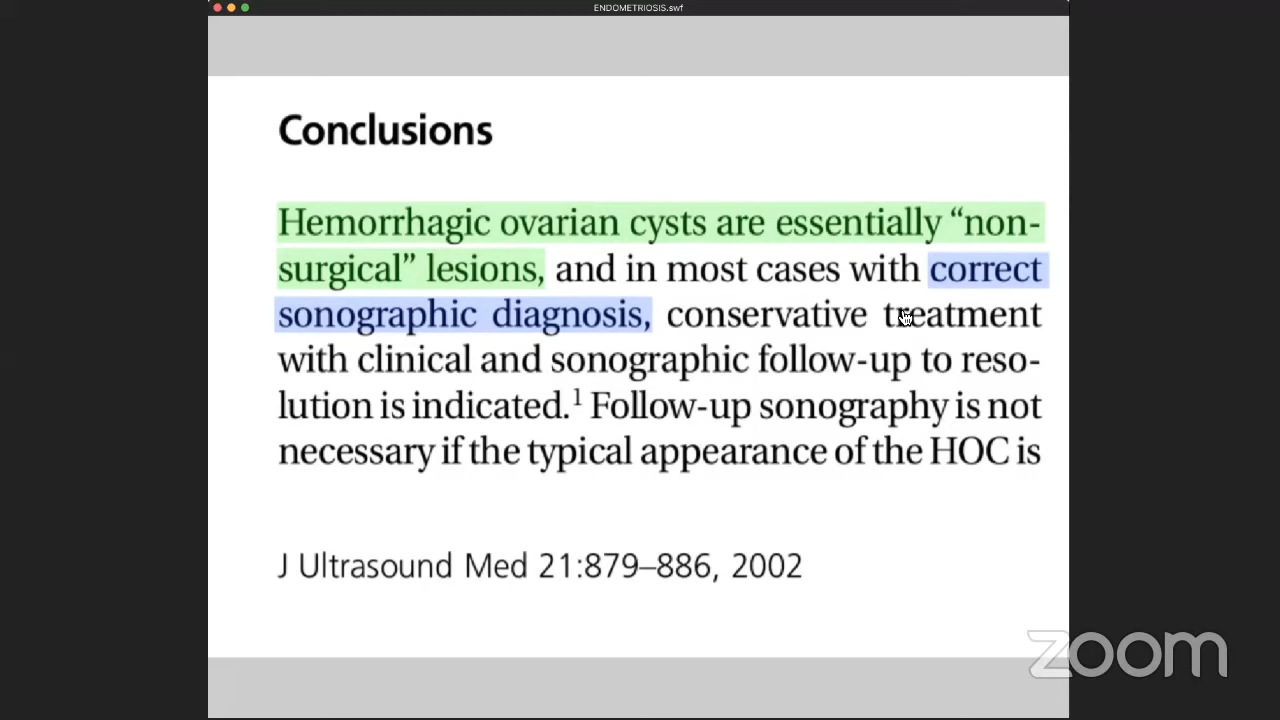 ENDOMETRIOSIS.swf
Conclusions
Hemorrhagic ovarian cysts are essentially “non-
surgical” lesions, and in most cases with correct
sonographic diagnosis, conservative treatment
with clinical and sonographic follow-up to reso-
lution is indicated.¹ Follow-up sonography is not
necessary if the typical appearance of the HOC is
J Ultrasound Med 21:879–886, 2002
zoom